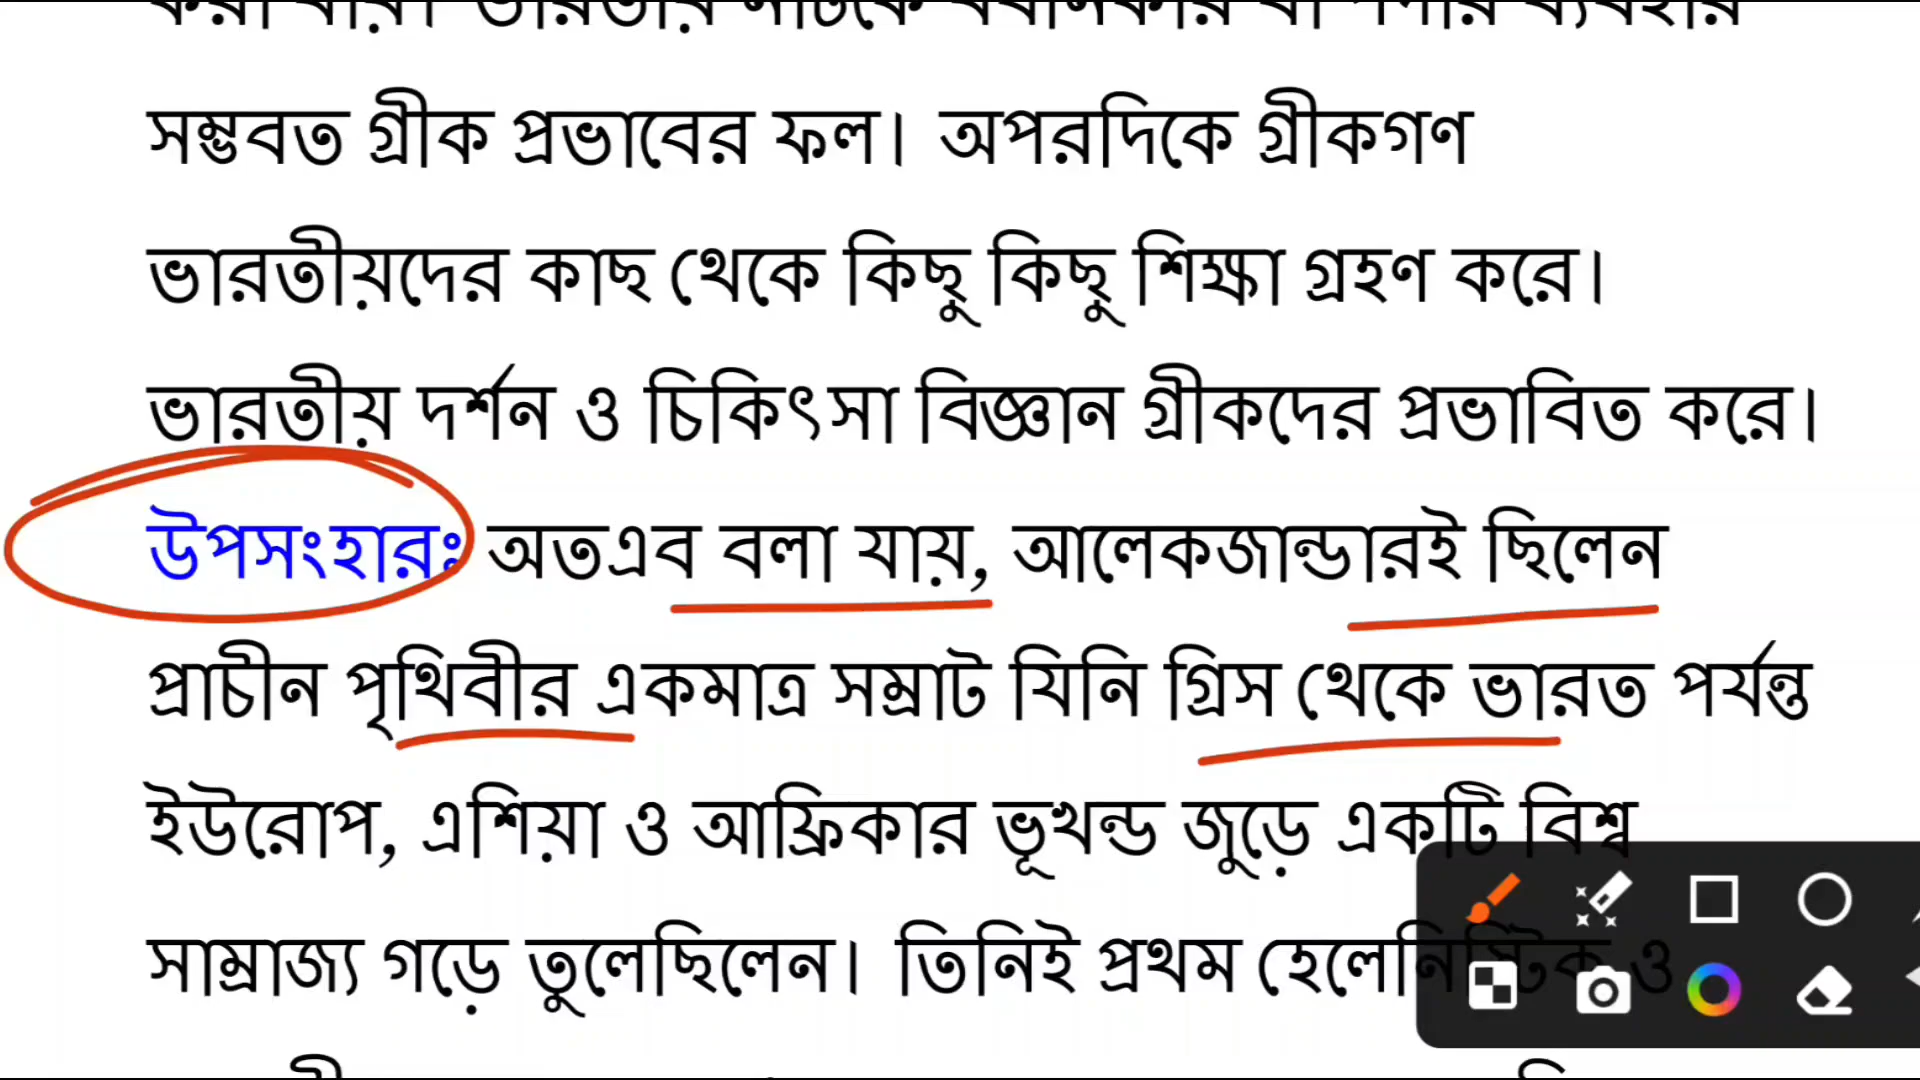 সম্ভবত গ্রীক প্রভাবের ফল। অপরদিকে গ্রীকগণ
ভারতীয়দের কাছ থেকে কিছু কিছু শিক্ষা গ্রহণ করে।
ভারতীয় দর্শন ও চিকিৎসা বিজ্ঞান গ্রীকদের প্রভাবিত করে।
উপসংহারঃ অতএব বলা যায়, আলেকজান্ডারই ছিলেন
প্রাচীন পৃথিবীর একমাত্র সম্রাট যিনি গ্রিস থেকে ভারত পর্যন্ত
ইউরোপ, এশিয়া ও আফ্রিকার ভূখন্ড জুড়ে একটি বিশ্ব
সাম্রাজ্য গড়ে তুলেছিলেন। তিনিই প্রথম হেলেনিস্টিক ও